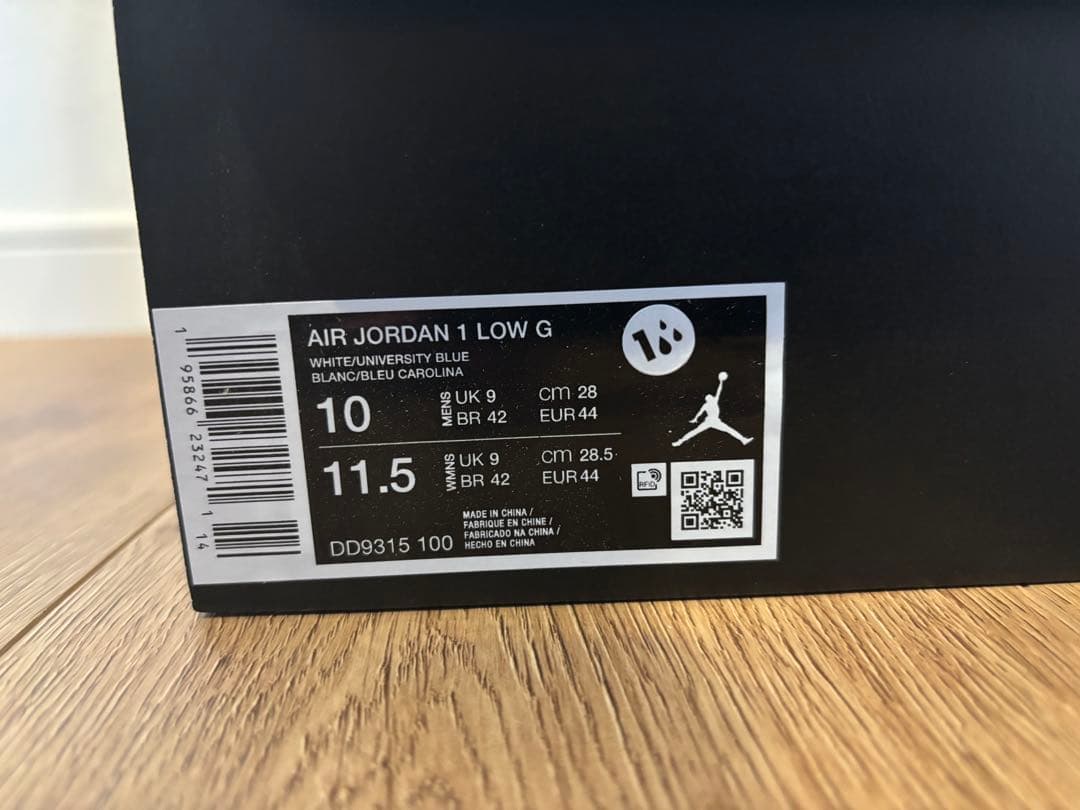 AIR JORDAN 1 LOW G
WHITE/UNIVERSITY BLUE
BLANC/BLEU CAROLINA
10 MENS UK 9 cm 28
BR 42 EUR 44
11.5 WMNS UK 9 cm 28.5
BR 42 EUR 44
MADE IN CHINA /
FABRIQUE EN CHINE /
FABRICADO NA CHINA /
HECHO EN CHINA
DD9315 100
1 95866 23247 1
14
RFID